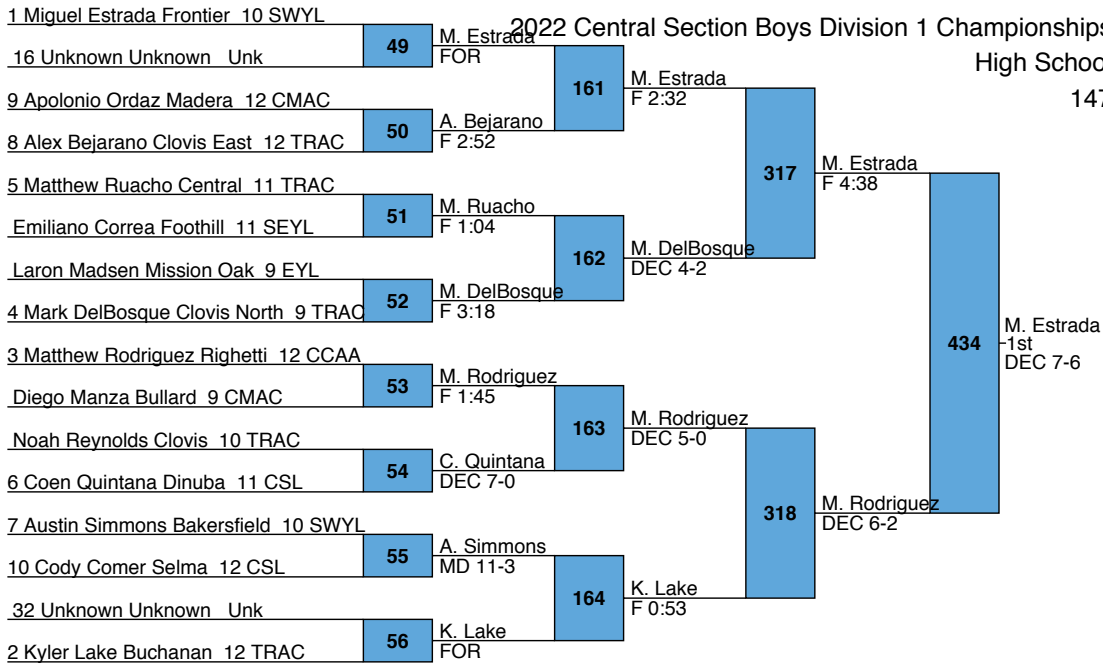 2022 Central Section Boys Division 1 Championships
High School
147
1 Miguel Estrada Frontier 10 SWYL
16 Unknown Unknown Unk
9 Apolonio Ordaz Madera 12 CMAC
8 Alex Bejarano Clovis East 12 TRAC
5 Matthew Ruacho Central 11 TRAC
Emiliano Correa Foothill 11 SEYL
Laron Madsen Mission Oak 9 EYL
4 Mark DelBosque Clovis North 9 TRAC
3 Matthew Rodriguez Righetti 12 CCAA
Diego Manza Bullard 9 CMAC
Noah Reynolds Clovis 10 TRAC
6 Coen Quintana Dinuba 11 CSL
7 Austin Simmons Bakersfield 10 SWYL
10 Cody Comer Selma 12 CSL
32 Unknown Unknown Unk
2 Kyler Lake Buchanan 12 TRAC
49
50
51
52
53
54
55
56
M. Estrada
FOR
A. Bejarano
F 2:52
M. Ruacho
F 1:04
M. DelBosque
F 3:18
M. Rodriguez
F 1:45
C. Quintana
DEC 7-0
A. Simmons
MD 11-3
K. Lake
FOR
161
162
163
164
M. Estrada
F 2:32
M. DelBosque
DEC 4-2
M. Rodriguez
DEC 5-0
K. Lake
F 0:53
317
318
M. Estrada
F 4:38
M. Rodriguez
DEC 6-2
434
M. Estrada
1st
DEC 7-6